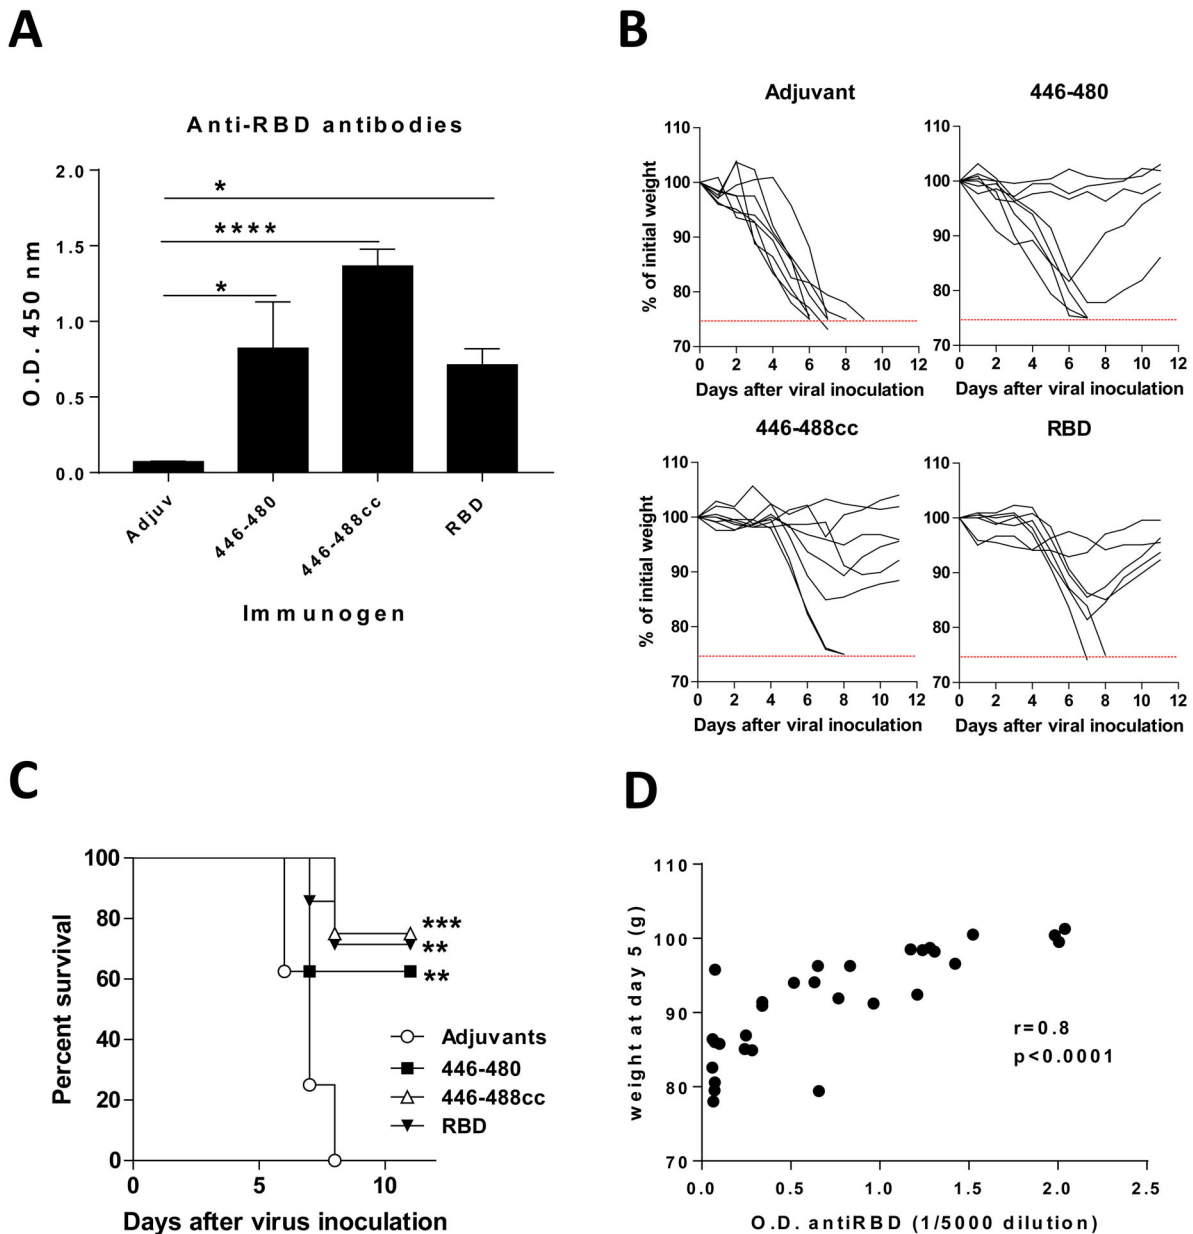 A
Anti-RBD antibodies
O.D. 450 nm
2.0
1.5
1.0
0.5
0.0
*
****
*
Adjuv
446-480
446-488cc
RBD
Immunogen
B
Adjuvant
% of initial weight
110
100
90
80
70
0 2 4 6 8 10 12
Days after viral inoculation
446-480
110
100
90
80
70
0 2 4 6 8 10 12
Days after viral inoculation
446-488cc
% of initial weight
110
100
90
80
70
0 2 4 6 8 10 12
Days after viral inoculation
RBD
110
100
90
80
70
0 2 4 6 8 10 12
Days after viral inoculation
C
Percent survival
100
80
60
40
20
0
0 5 10
Days after virus inoculation
***
**
**
Adjuvants
446-480
446-488cc
RBD
D
weight at day 5 (g)
110
100
90
80
70
r=0.8
p<0.0001
0.0 0.5 1.0 1.5 2.0 2.5
O.D. antiRBD (1/5000 dilution)